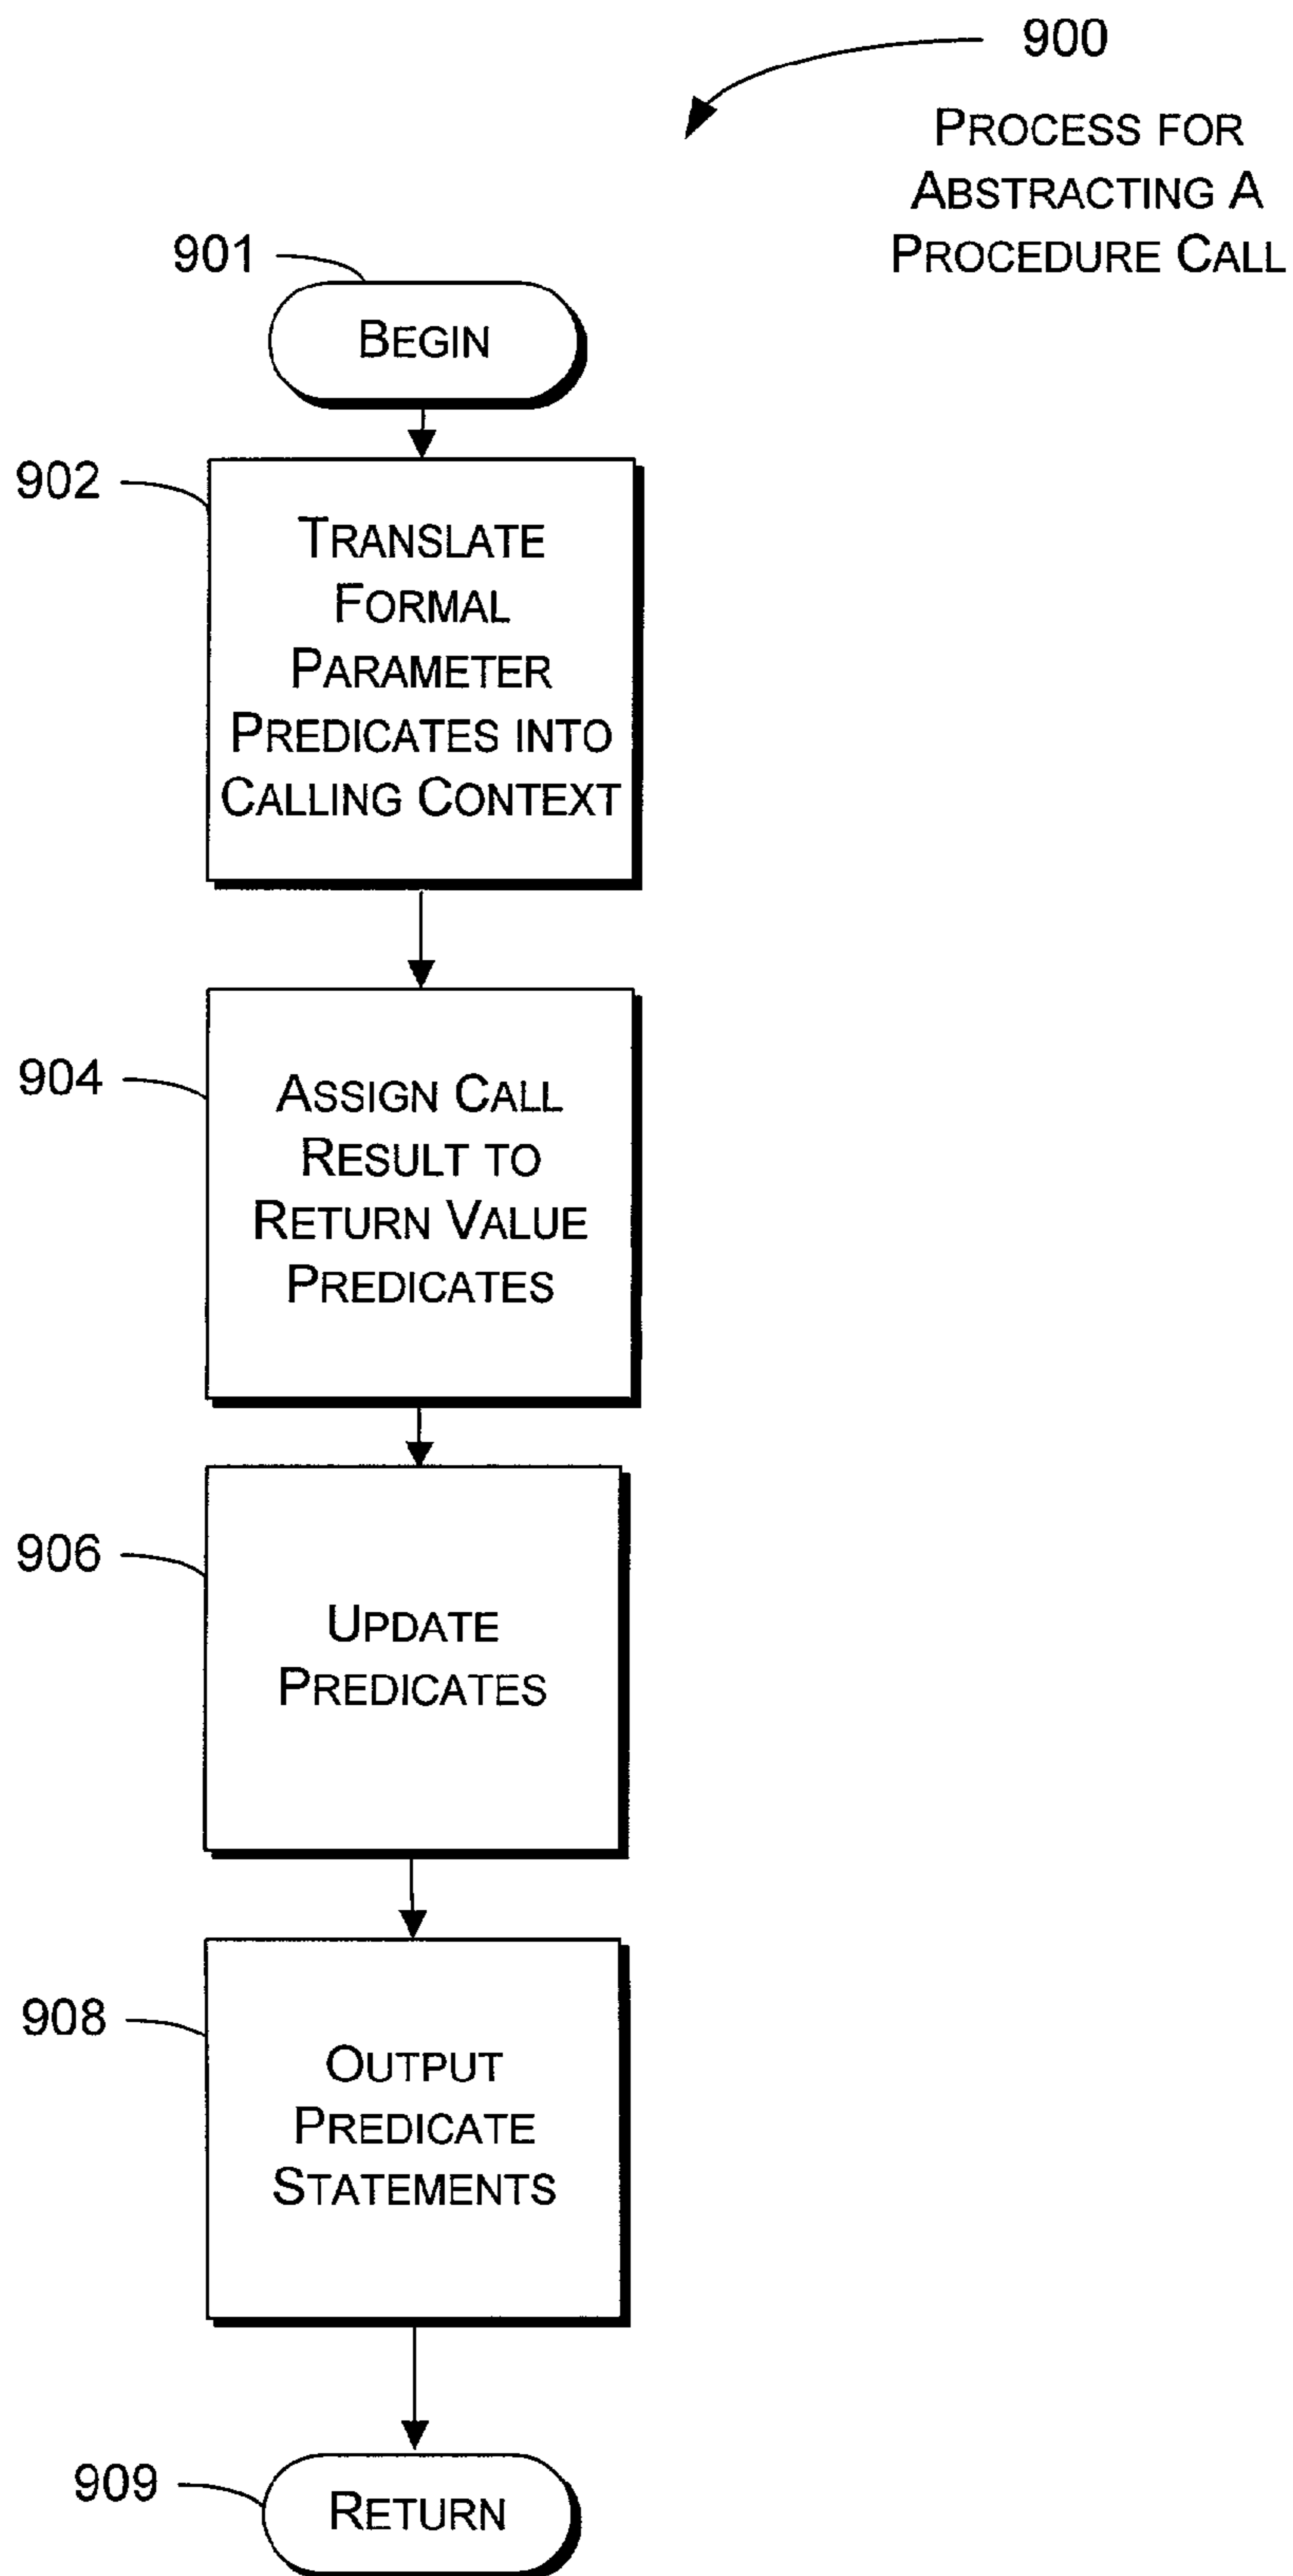 900
PROCESS FOR
ABSTRACTING A
PROCEDURE CALL
901
BEGIN
902
TRANSLATE
FORMAL
PARAMETER
PREDICATES INTO
CALLING CONTEXT
904
ASSIGN CALL
RESULT TO
RETURN VALUE
PREDICATES
906
UPDATE
PREDICATES
908
OUTPUT
PREDICATE
STATEMENTS
909
RETURN